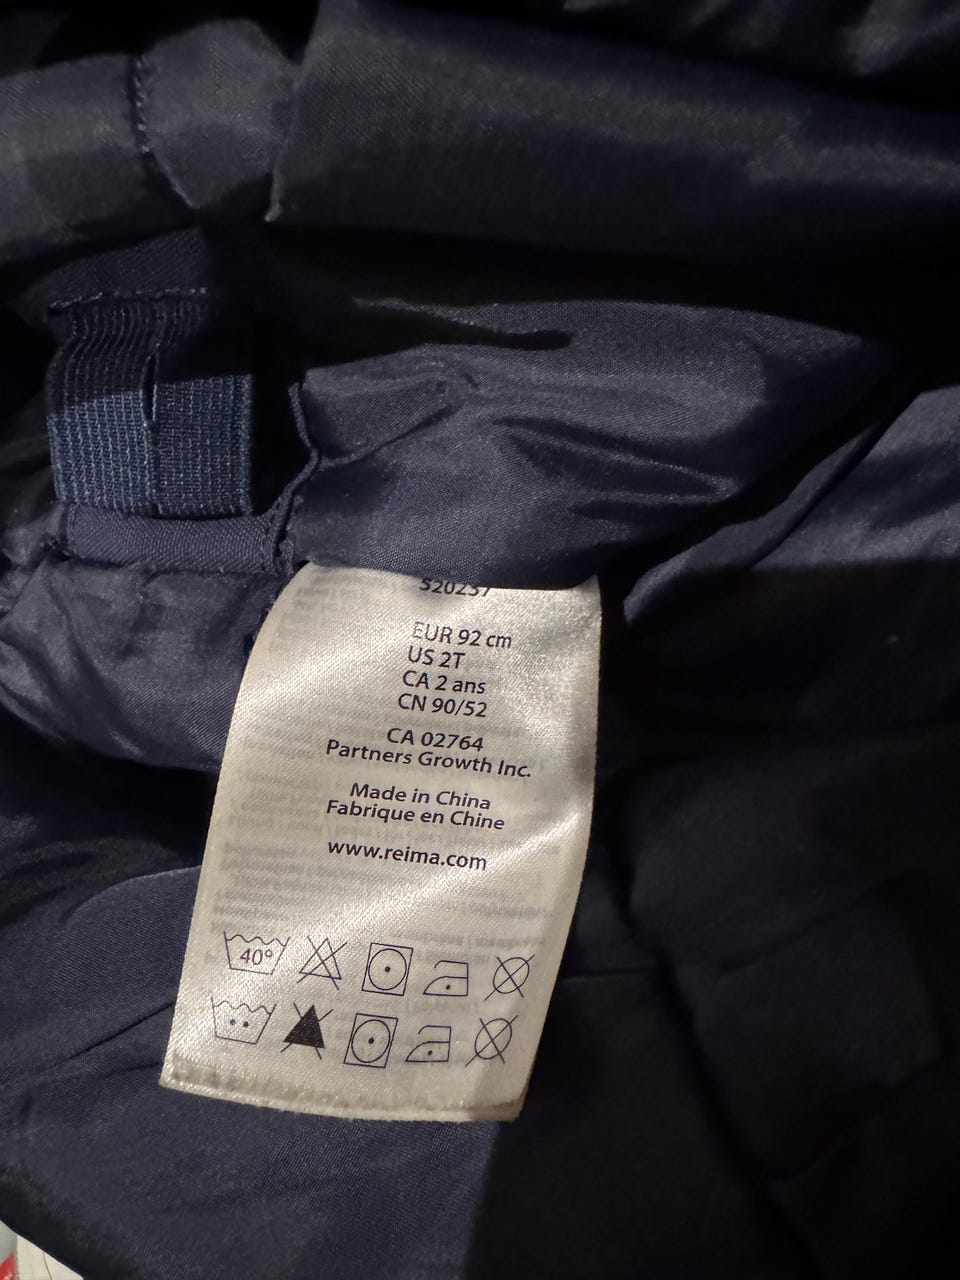 520237
EUR 92 cm
US 2T
CA 2 ans
CN 90/52
CA 02764
Partners Growth Inc.
Made in China
Fabrique en Chine
www.reima.com
40°